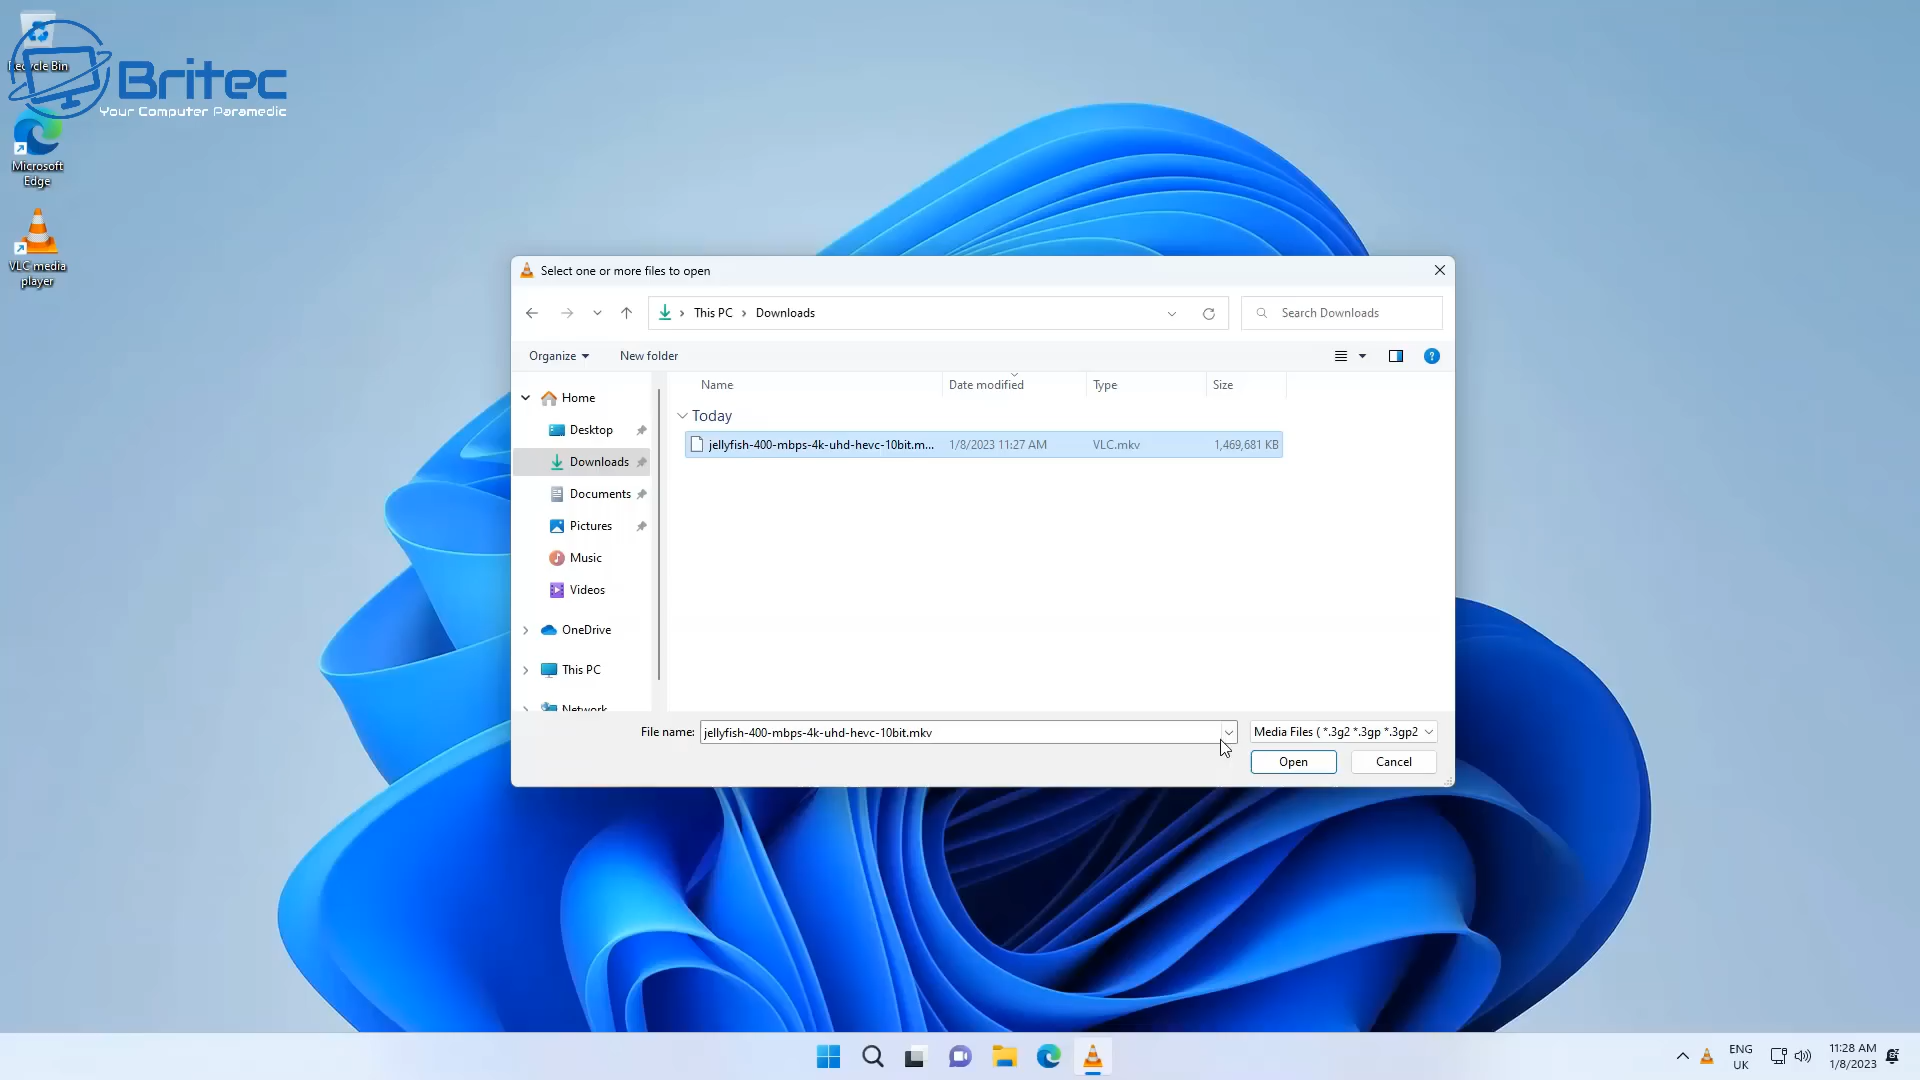 Recycle Bin
Britec
Your Computer Paramedic
Microsoft
Edge
VLC media
player
Select one or more files to open
This PC
Downloads
Search Downloads
Organize
New folder
?
Name
Date modified
Type
Size
Home
Today
Desktop
jellyfish-400-mbps-4k-uhd-hevc-10bit.m...
1/8/2023 11:27 AM
VLC.mkv
1,469,681 KB
Downloads
Documents
Pictures
Music
Videos
OneDrive
This PC
Network
File name:
jellyfish-400-mbps-4k-uhd-hevc-10bit.mkv
Media Files ( *.3g2 *.3gp *.3gp2
Open
Cancel
ENG
UK
11:28 AM
1/8/2023